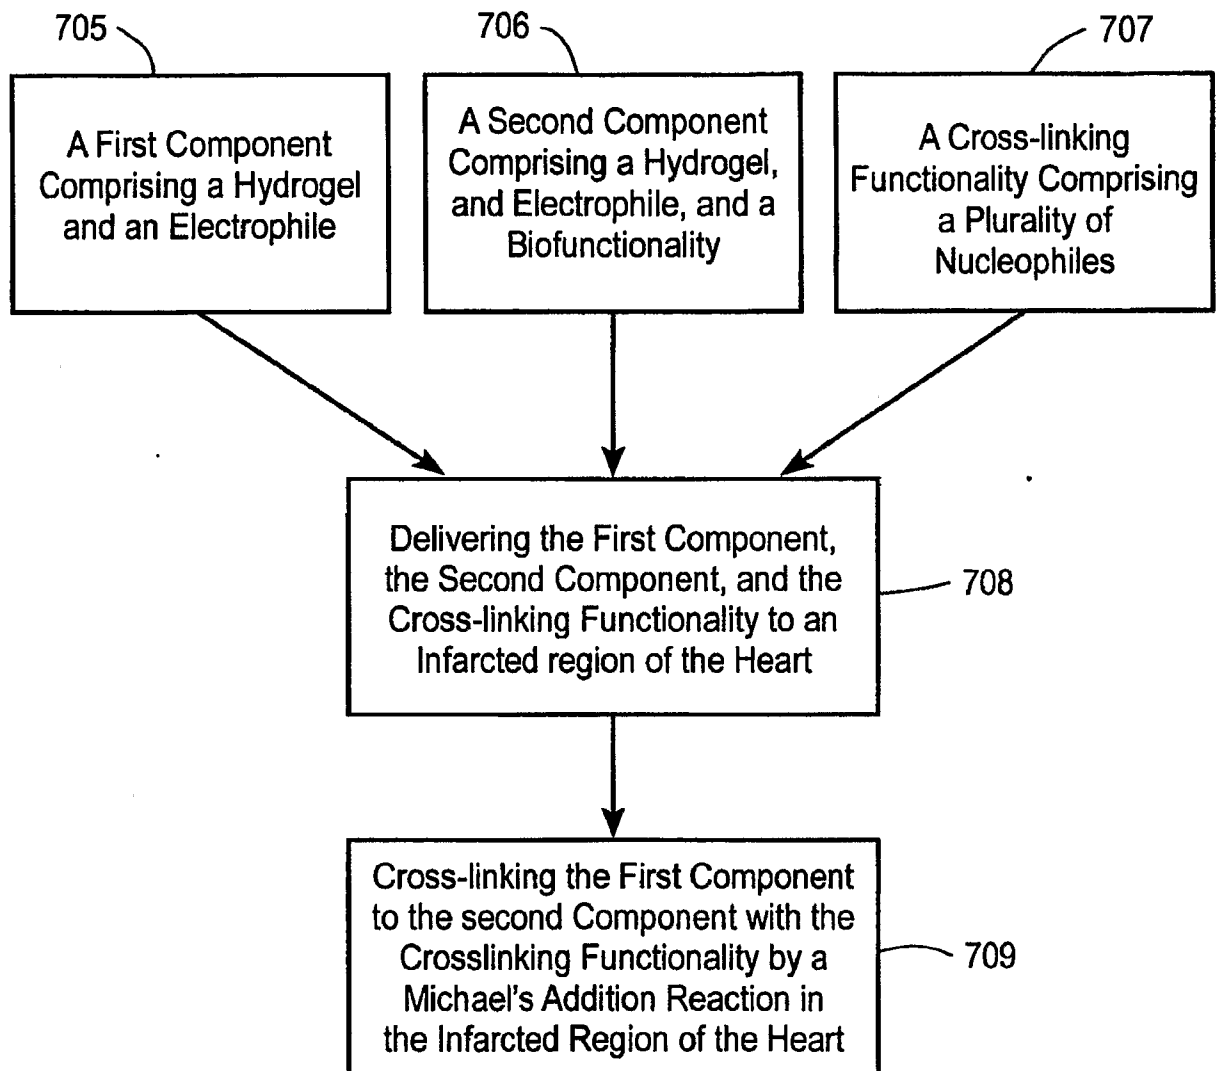 705
706
707
A First Component
Comprising a Hydrogel
and an Electrophile
A Second Component
Comprising a Hydrogel,
and Electrophile, and a
Biofunctionality
A Cross-linking
Functionality Comprising
a Plurality of
Nucleophiles
Delivering the First Component,
the Second Component, and the
Cross-linking Functionality to an
Infarcted region of the Heart
708
Cross-linking the First Component
to the second Component with the
Crosslinking Functionality by a
Michael's Addition Reaction in
the Infarcted Region of the Heart
709